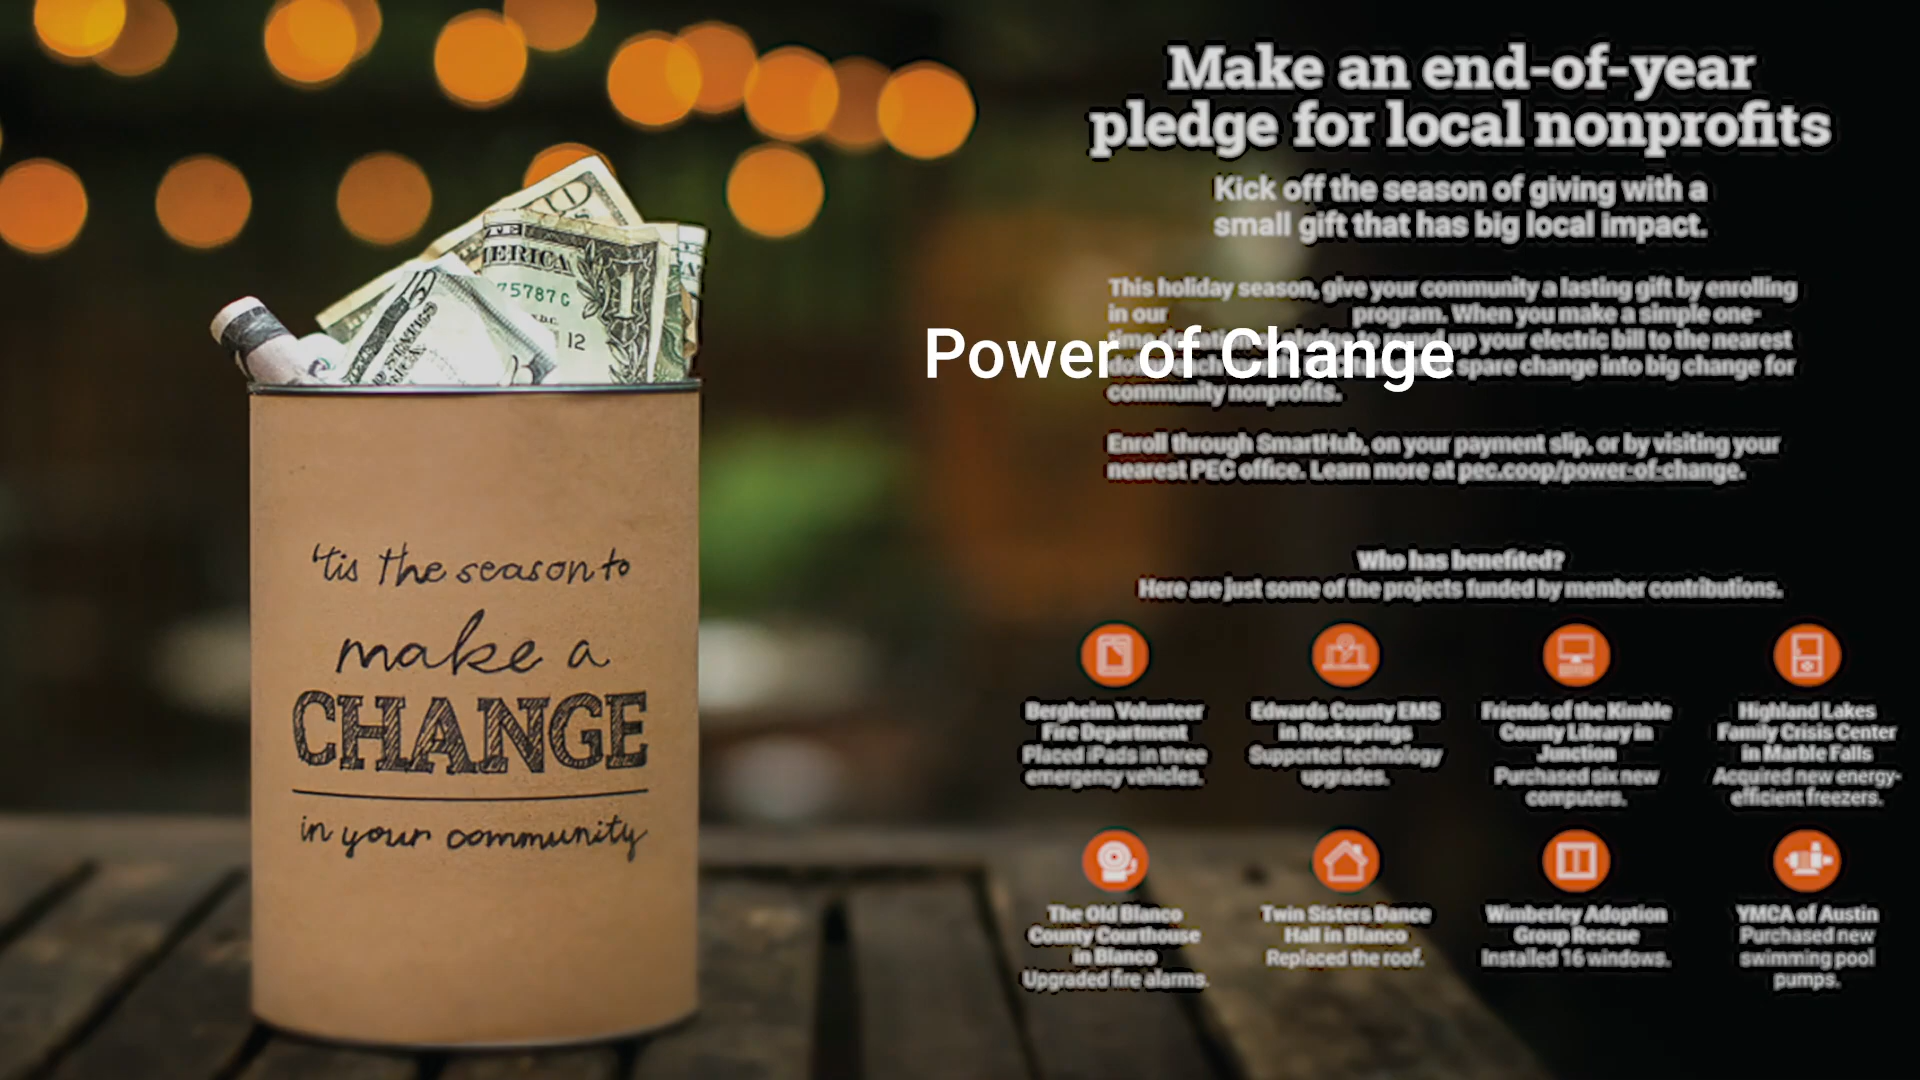 Make an end-of-year
pledge for local nonprofits
Kick off the season of giving with a
small gift that has big local impact.
This holiday season, give your community a lasting gift by enrolling
in our program. When you make a simple one-
up your electric bill to the nearest
spare change into big change for
community nonprofits.
Power of Change
Enroll through SmartHub, on your payment slip, or by visiting your
nearest PEC office. Learn more at pec.coop/power-of-change.
Who has benefited?
Here are just some of the projects funded by member contributions.
Bergheim Volunteer
Fire Department
Placed iPads in three
emergency vehicles.
Edwards County EMS
in Rocksprings
Supported technology
upgrades.
Friends of the Kimble
County Library in
Junction
Purchased six new
computers.
Highland Lakes
Family Crisis Center
in Marble Falls
Acquired new energy-
efficient freezers.
The Old Blanco
County Courthouse
in Blanco
Upgraded fire alarms.
Twin Sisters Dance
Hall in Blanco
Replaced the roof.
Wimberley Adoption
Group Rescue
Installed 16 windows.
YMCA of Austin
Purchased new
swimming pool
pumps.
'tis the season to
make a
CHANGE
in your community
ERICA
75787 G
1
12